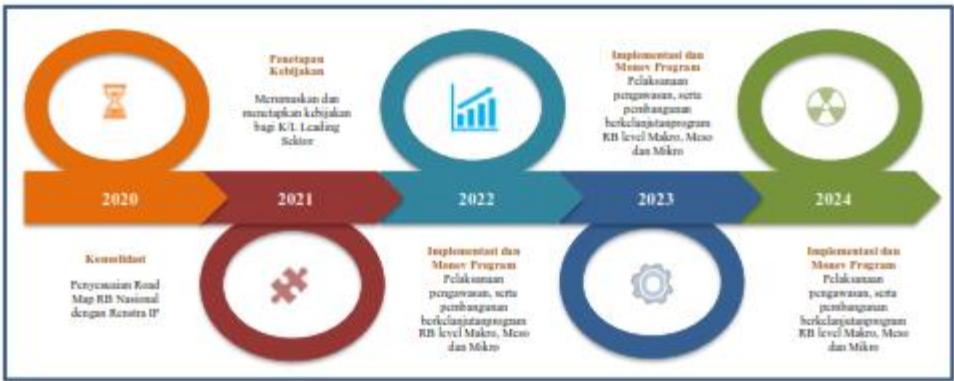 2020
Konsolidasi
Penyesuaian Road
Map RB Nasional
dengan Renstra IP
2021
Penetapan
Kebijakan
Merumuskan dan
menetapkan kebijakan
bagi K/L Leading
Sektor
2022
Implementasi dan
Monev Program
Pelaksanaan
pengawasan, serta
pembangunan
berkelanjutanprogram
RB level Makro, Meso
dan Mikro
2023
Implementasi dan
Monev Program
Pelaksanaan
pengawasan, serta
pembangunan
berkelanjutanprogram
RB level Makro, Meso
dan Mikro
2024
Implementasi dan
Monev Program
Pelaksanaan
pengawasan, serta
pembangunan
berkelanjutanprogram
RB level Makro, Meso
dan Mikro